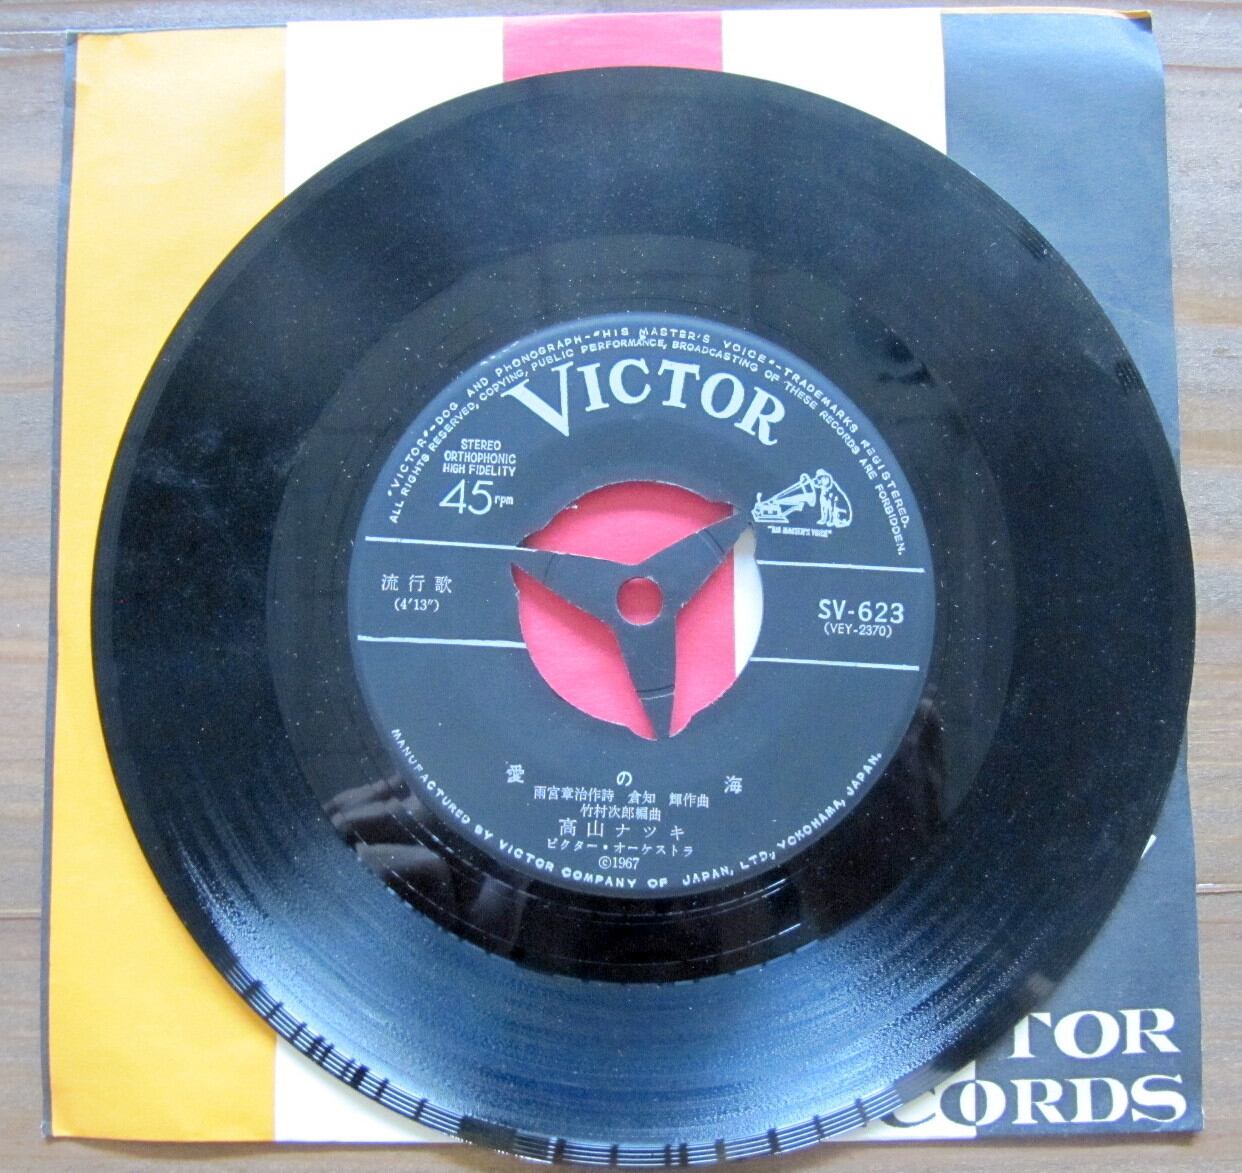 "VICTOR"-DOG AND PHONOGRAPH-"HIS MASTER'S VOICE"-TRADEMARKS REGISTERED.
ALL RIGHTS RESERVED, COPYING, PUBLIC PERFORMANCE, BROADCASTING OF THESE RECORDS ARE FORBIDDEN.
VICTOR
STEREO
ORTHOPHONIC
HIGH FIDELITY
45 rpm
"HIS MASTER'S VOICE"
流行歌
(4'13")
SV-623
(VEY-2370)
愛の海
雨宮章治作詩 倉知 輝作曲
竹村次郎編曲
高山ナツキ
ビクター・オーケストラ
©1967
MANUFACTURED BY VICTOR COMPANY OF JAPAN, LTD., YOKOHAMA, JAPAN.
TOR
CORDS